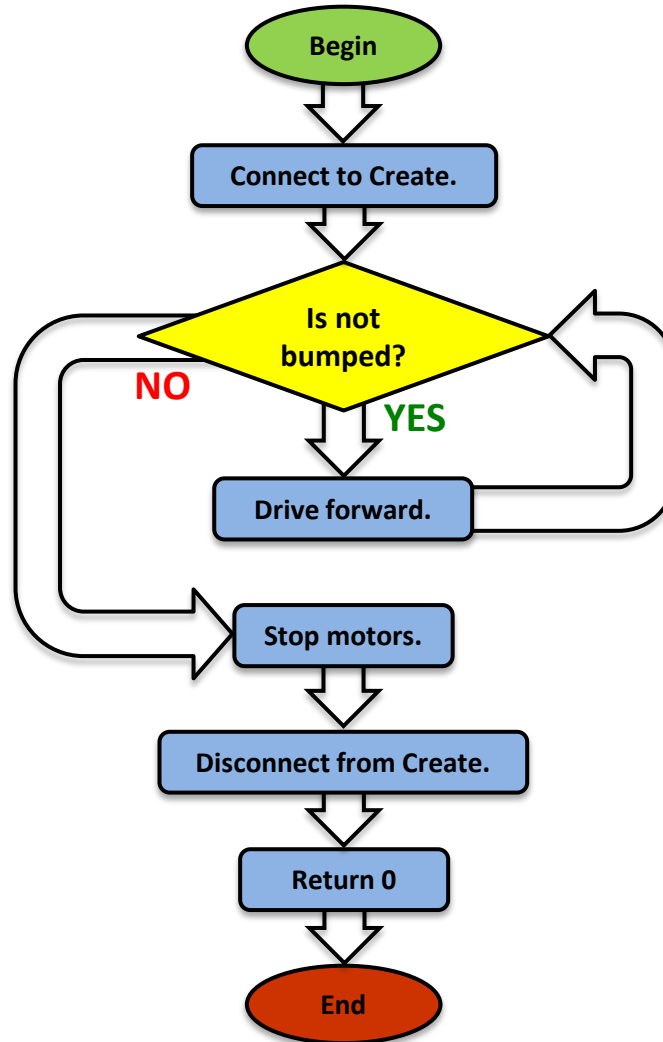 Begin
Connect to Create.
Is not
bumped?
NO
YES
Drive forward.
Stop motors.
Disconnect from Create.
Return 0
End